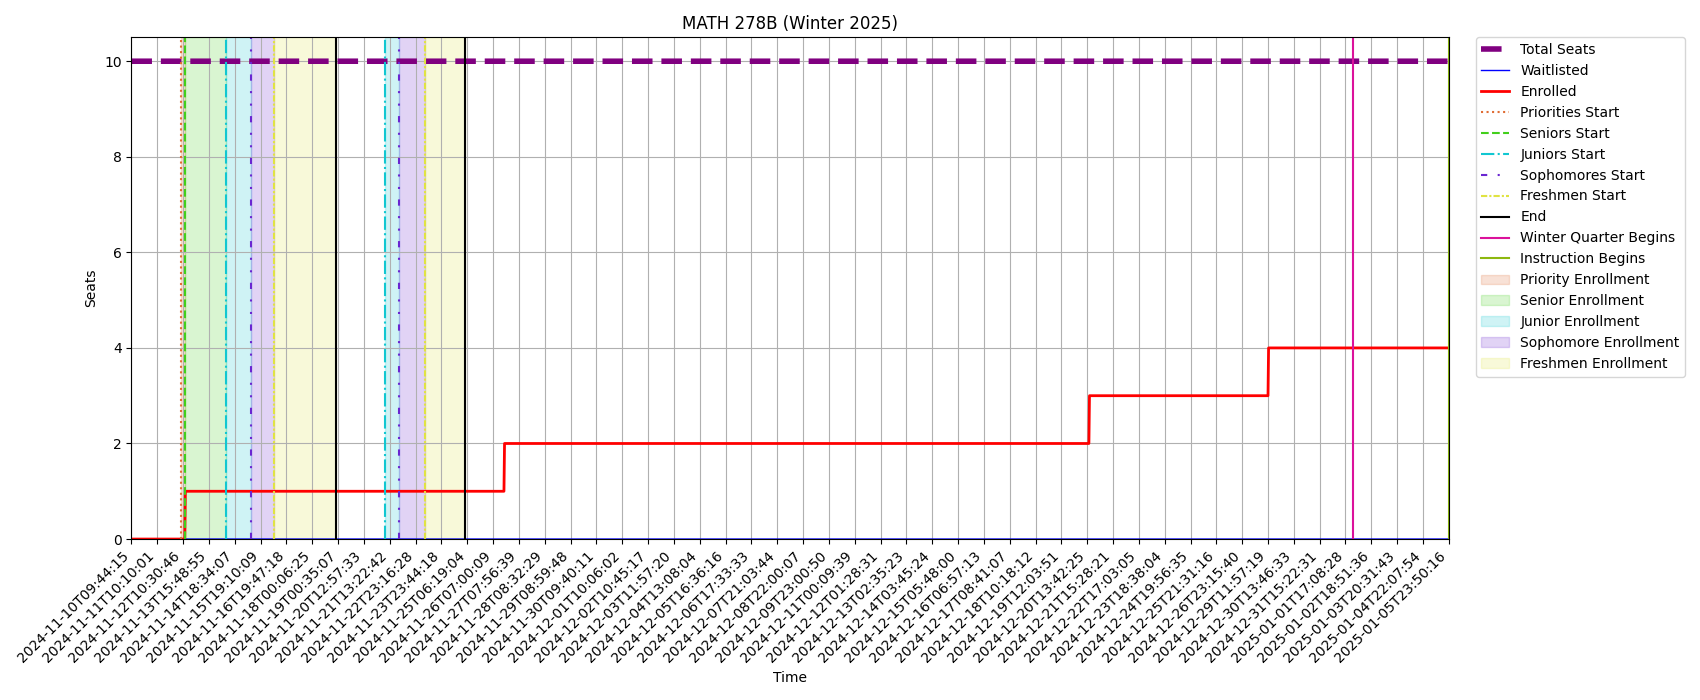 MATH 278B (Winter 2025)
Seats
10
8
6
4
2
0
2024-11-10T09:44:15
2024-11-11T10:10:01
2024-11-12T10:30:46
2024-11-13T15:48:55
2024-11-14T18:34:07
2024-11-15T19:10:09
2024-11-16T19:47:18
2024-11-18T00:06:25
2024-11-19T00:35:07
2024-11-20T12:57:33
2024-11-21T13:22:42
2024-11-22T23:16:28
2024-11-23T23:44:18
2024-11-25T06:19:04
2024-11-26T07:00:09
2024-11-27T07:56:39
2024-11-28T08:32:29
2024-11-29T08:59:48
2024-11-30T09:40:11
2024-12-01T10:06:02
2024-12-02T10:45:17
2024-12-03T11:57:20
2024-12-04T13:08:04
2024-12-05T16:36:16
2024-12-06T17:33:33
2024-12-07T21:03:44
2024-12-08T22:00:07
2024-12-09T23:00:50
2024-12-11T00:09:39
2024-12-12T01:28:31
2024-12-13T02:35:23
2024-12-14T03:45:24
2024-12-15T05:48:00
2024-12-16T06:57:13
2024-12-17T08:41:07
2024-12-18T10:18:12
2024-12-19T12:03:51
2024-12-20T13:42:25
2024-12-21T15:28:21
2024-12-22T17:03:05
2024-12-23T18:38:04
2024-12-24T19:56:35
2024-12-25T21:31:16
2024-12-26T23:15:40
2024-12-29T11:57:19
2024-12-30T13:46:33
2024-12-31T15:22:31
2025-01-01T17:08:28
2025-01-02T18:51:36
2025-01-03T20:31:43
2025-01-04T22:07:54
2025-01-05T23:50:16
Time
Total Seats
Waitlisted
Enrolled
Priorities Start
Seniors Start
Juniors Start
Sophomores Start
Freshmen Start
End
Winter Quarter Begins
Instruction Begins
Priority Enrollment
Senior Enrollment
Junior Enrollment
Sophomore Enrollment
Freshmen Enrollment